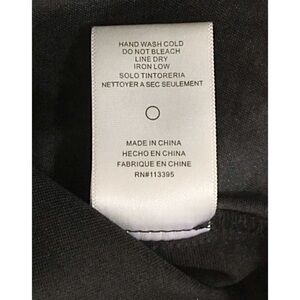 HAND WASH COLD
DO NOT BLEACH
LINE DRY
IRON LOW
SOLO TINTORERIA
NETTOYER A SEC SEULEMENT
MADE IN CHINA
HECHO EN CHINA
FABRIQUE EN CHINE
RN#113395